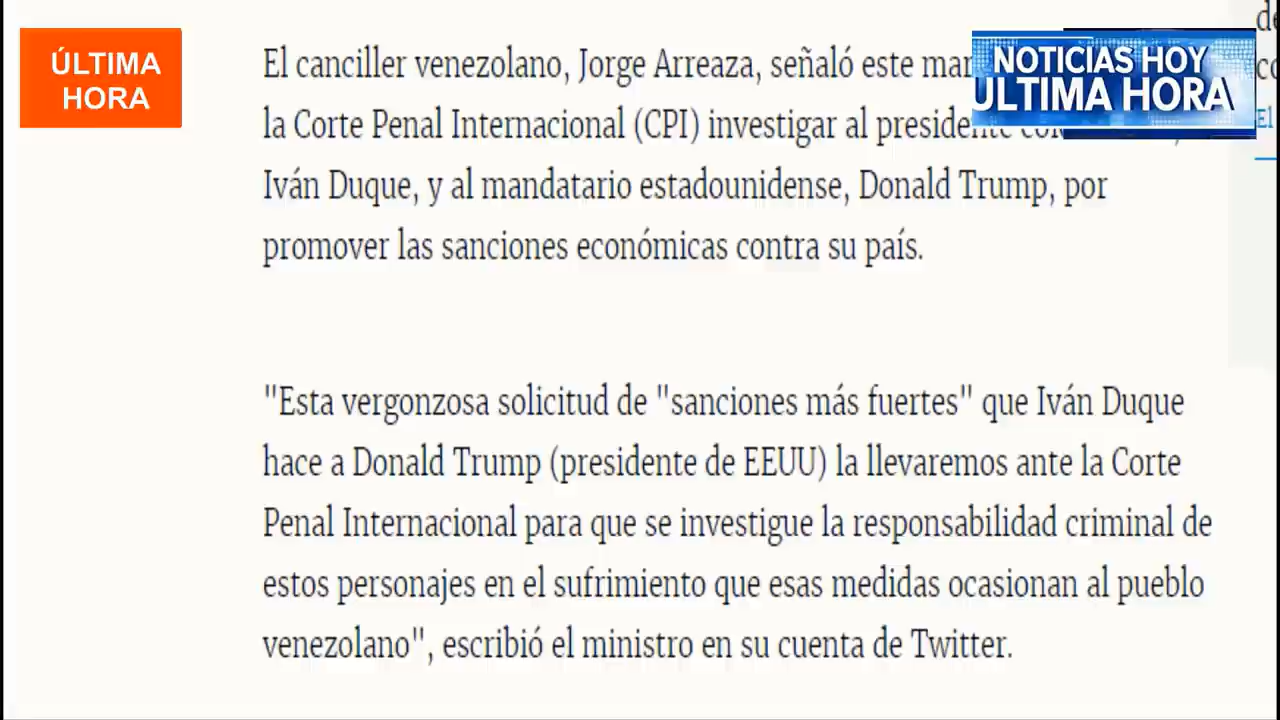 ÚLTIMA
HORA
NOTICIAS HOY
ULTIMA HORA
El canciller venezolano, Jorge Arreaza, señaló este
la Corte Penal Internacional (CPI) investigar al presidente
Iván Duque, y al mandatario estadounidense, Donald Trump, por
promover las sanciones económicas contra su país.
"Esta vergonzosa solicitud de "sanciones más fuertes" que Iván Duque
hace a Donald Trump (presidente de EEUU) la llevaremos ante la Corte
Penal Internacional para que se investigue la responsabilidad criminal de
estos personajes en el sufrimiento que esas medidas ocasionan al pueblo
venezolano", escribió el ministro en su cuenta de Twitter.
El